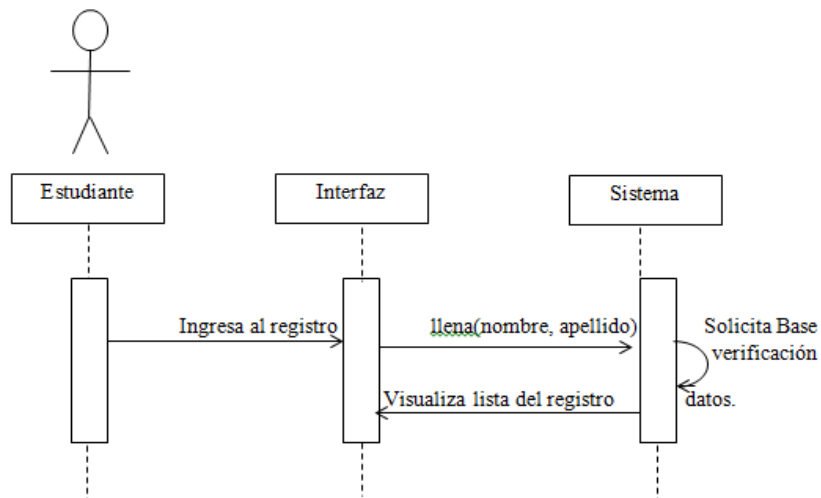 Estudiante
Interfaz
Sistema
Ingresa al registro
llena(nombre, apellido)
Solicita Base
verificación
datos.
Visualiza lista del registro